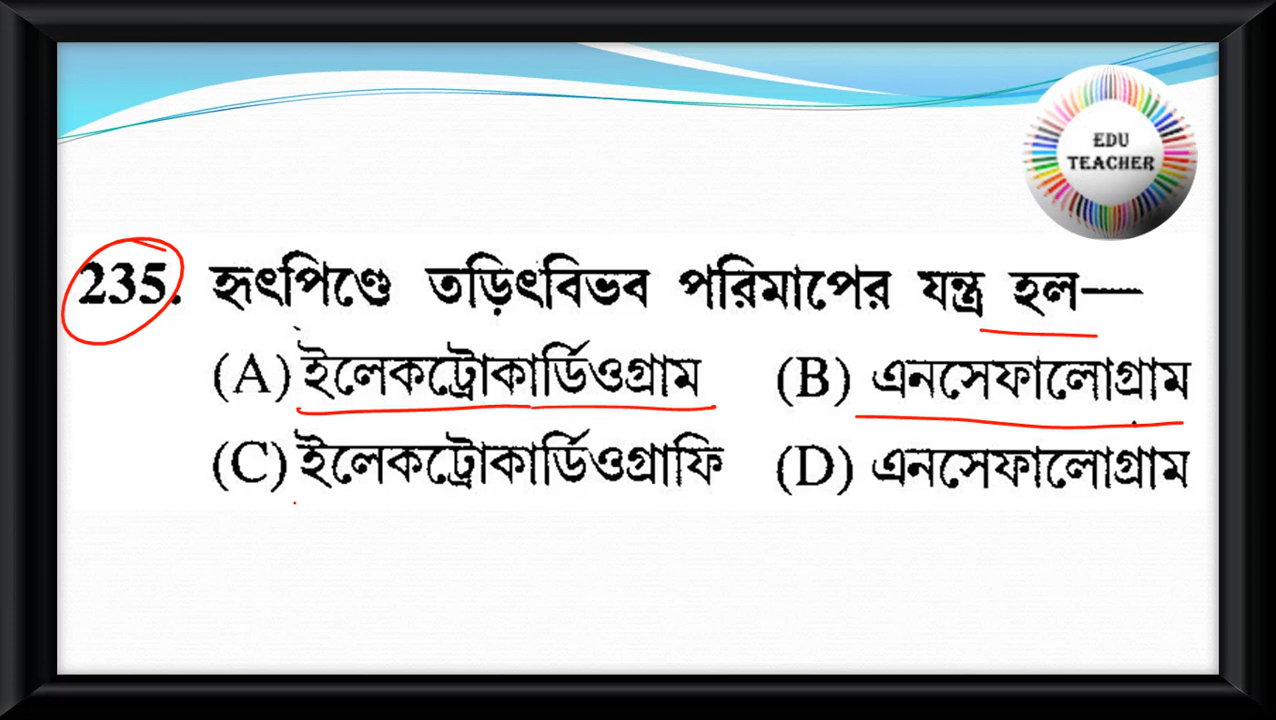 EDU
TEACHER
235. হৃৎপিণ্ডে তড়িৎবিভব পরিমাপের যন্ত্র হল—
(A) ইলেকট্রোকার্ডিওগ্রাম (B) এনসেফালোগ্রাম
(C) ইলেকট্রোকার্ডিওগ্রাফি (D) এনসেফালোগ্রাম